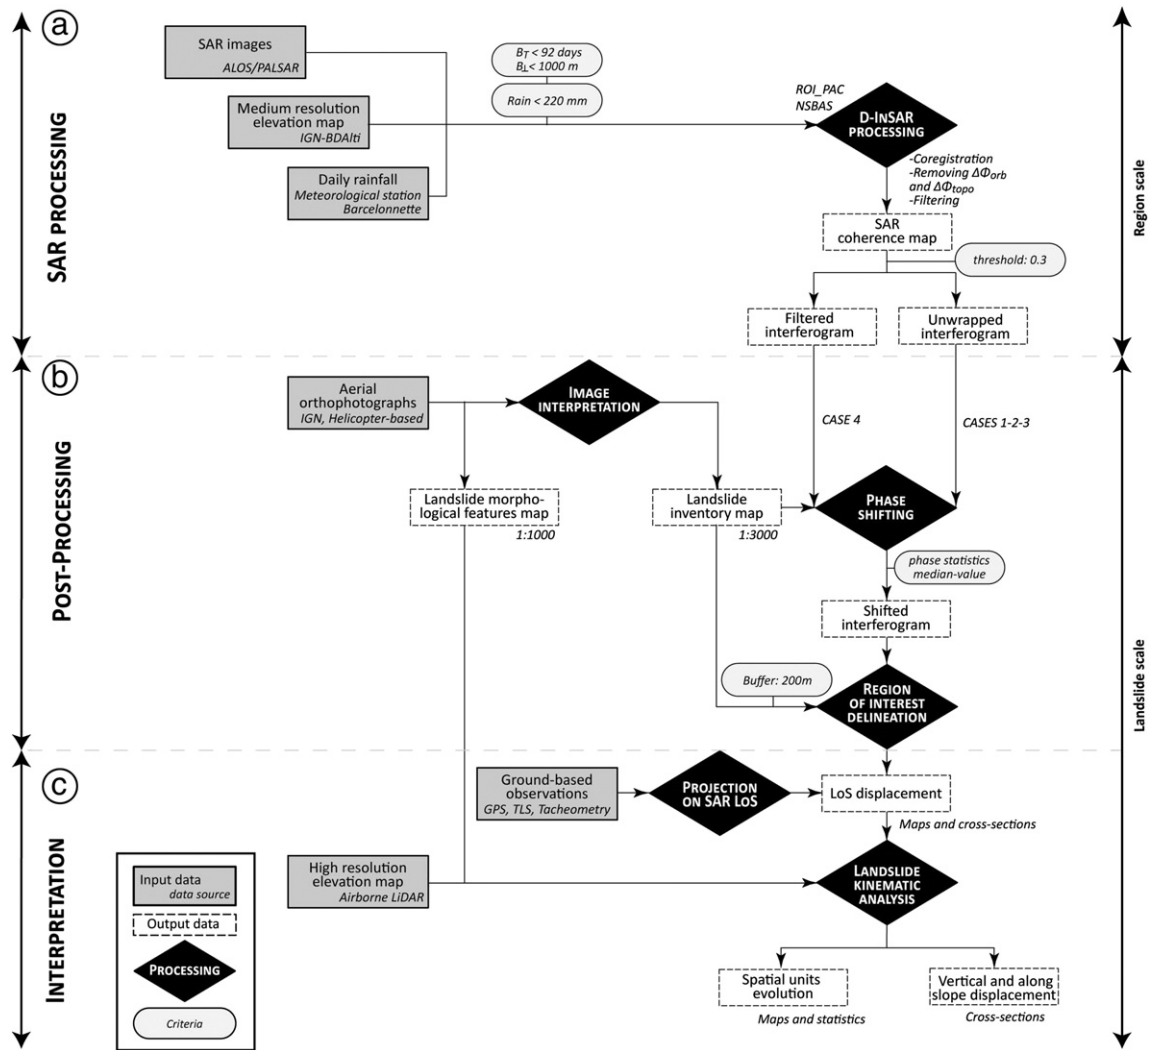 a
SAR PROCESSING
Region scale
SAR images
ALOS/PALSAR
Medium resolution
elevation map
IGN-BDAlti
Daily rainfall
Meteorological station
Barcelonnette
B_T < 92 days
B_⊥ < 1000 m
Rain < 220 mm
ROI_PAC
NSBAS
D-INSAR
PROCESSING
-Coregistration
-Removing ΔΦorb
and ΔΦtopo
-Filtering
SAR
coherence map
threshold: 0.3
Filtered
interferogram
Unwrapped
interferogram
b
POST-PROCESSING
Landslide scale
Aerial
orthophotographs
IGN, Helicopter-based
IMAGE
INTERPRETATION
CASE 4
CASES 1-2-3
Landslide morpho-
logical features map
1:1000
Landslide
inventory map
1:3000
PHASE
SHIFTING
phase statistics
median-value
Shifted
interferogram
Buffer: 200m
REGION
OF INTEREST
DELINEATION
c
INTERPRETATION
Ground-based
observations
GPS, TLS, Tacheometry
PROJECTION
ON SAR LOS
LoS displacement
Maps and cross-sections
High resolution
elevation map
Airborne LiDAR
LANDSLIDE
KINEMATIC
ANALYSIS
Spatial units
evolution
Maps and statistics
Vertical and along
slope displacement
Cross-sections
Input data
data source
Output data
PROCESSING
Criteria